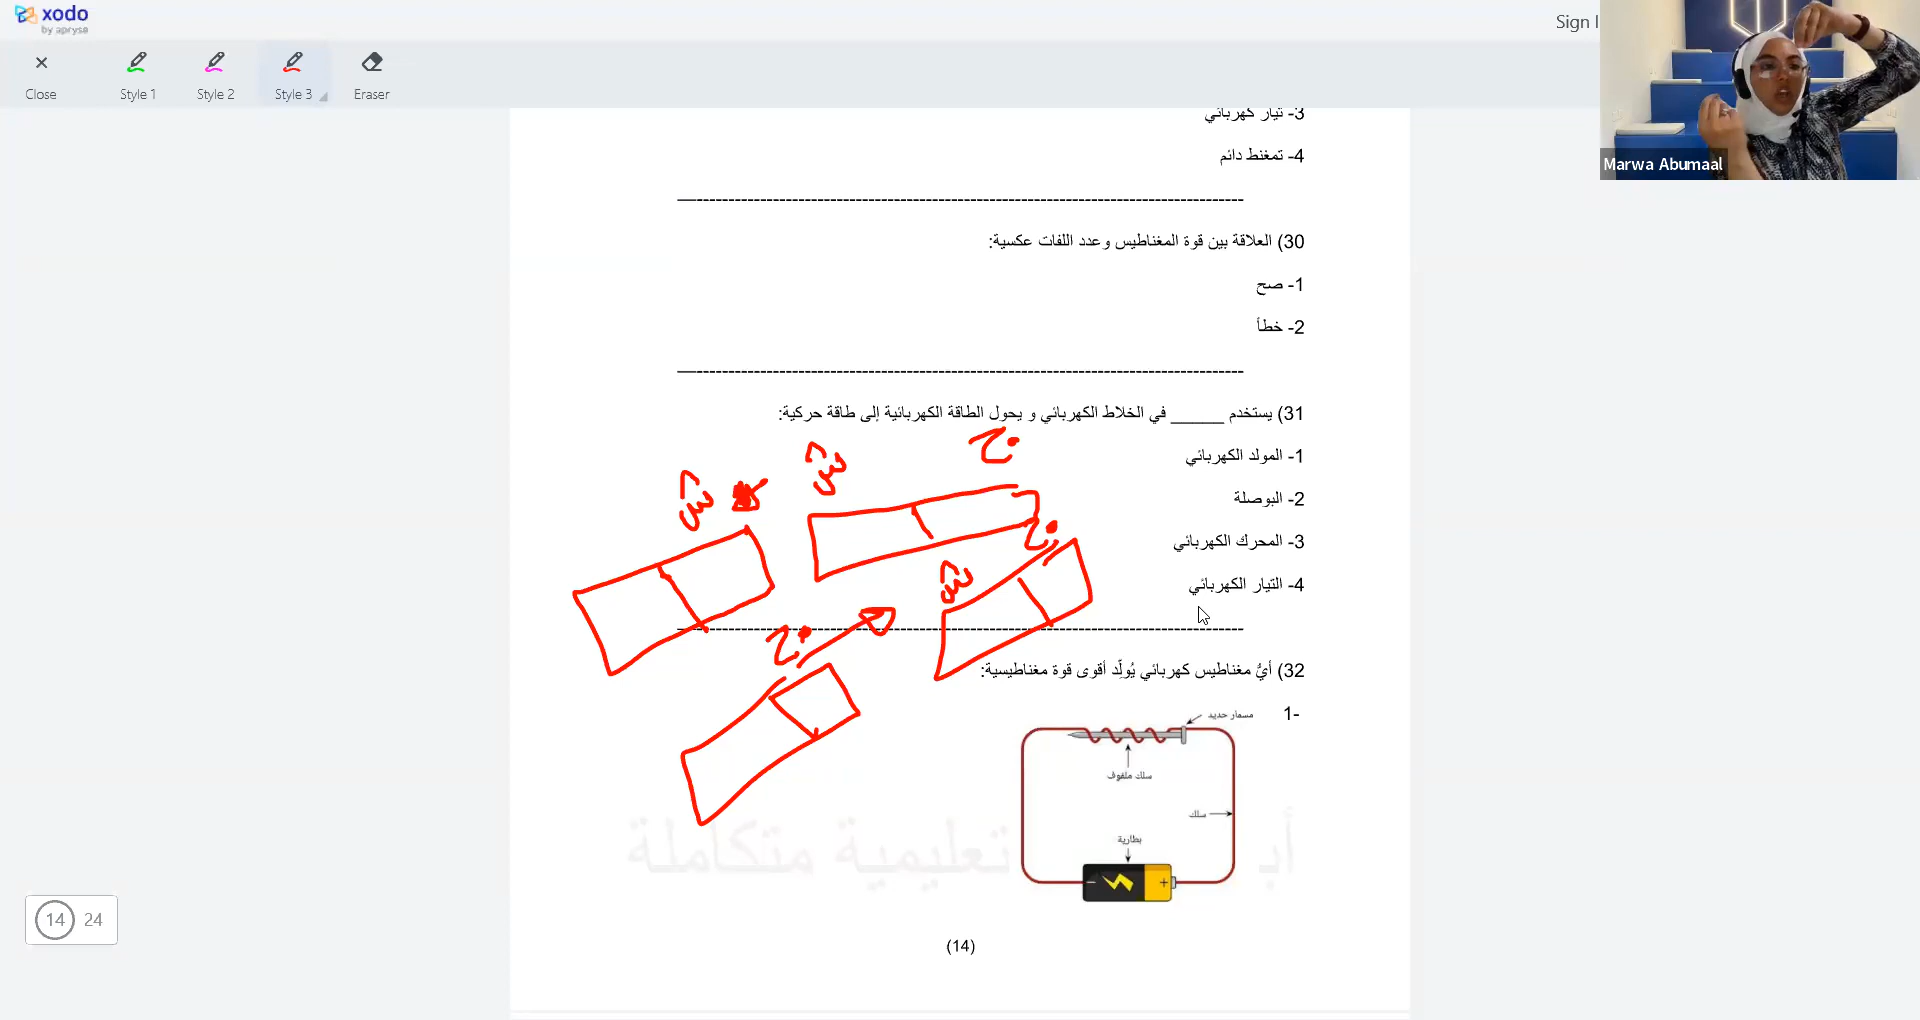 xodo
by apryse
Sign I
Close
Style 1
Style 2
Style 3
Eraser
Marwa Abumaal
3- تيار كهربائي
4- تمغنط دائم
30) العلاقة بين قوة المغناطيس وعدد اللفات عكسية:
1- صح
2- خطأ
31) يستخدم ______ في الخلاط الكهربائي و يحول الطاقة الكهربائية إلى طاقة حركية:
ش
ش
ج
1- المولد الكهربائي
2- البوصلة
3- المحرك الكهربائي
4- التيار الكهربائي
ش
ج
ج
32) أيُّ مغناطيس كهربائي يُولِّد أقوى قوة مغناطيسية:
1-
مسمار حديد
سلك ملفوف
سلك
بطارية
- +
تعليمية متكاملة
14 24
(14)